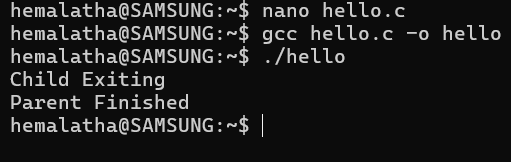 hemalatha@SAMSUNG:~$ nano hello.c
hemalatha@SAMSUNG:~$ gcc hello.c -o hello
hemalatha@SAMSUNG:~$ ./hello
Child Exiting
Parent Finished
hemalatha@SAMSUNG:~$